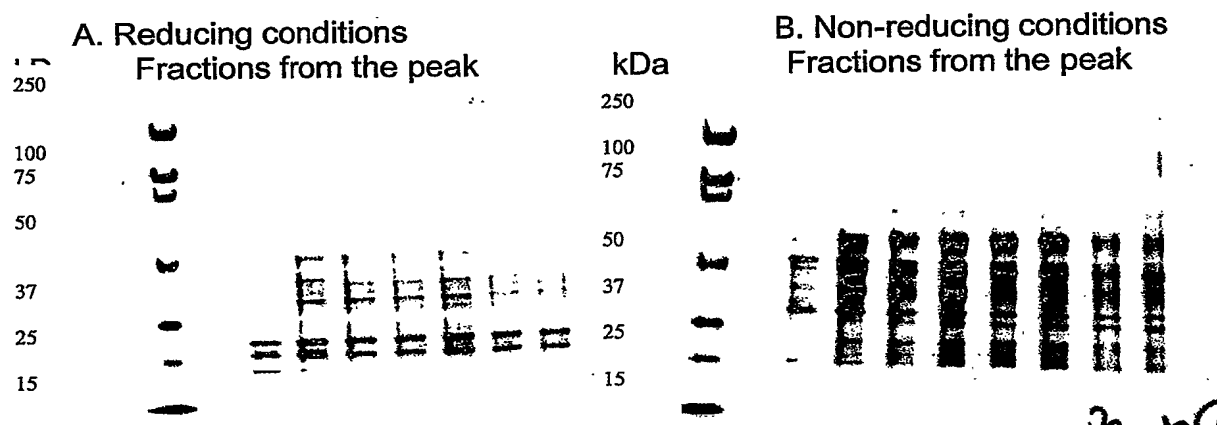 A. Reducing conditions
Fractions from the peak
250
100
75
50
37
25
15
B. Non-reducing conditions
Fractions from the peak
kDa
250
100
75
50
37
25
15